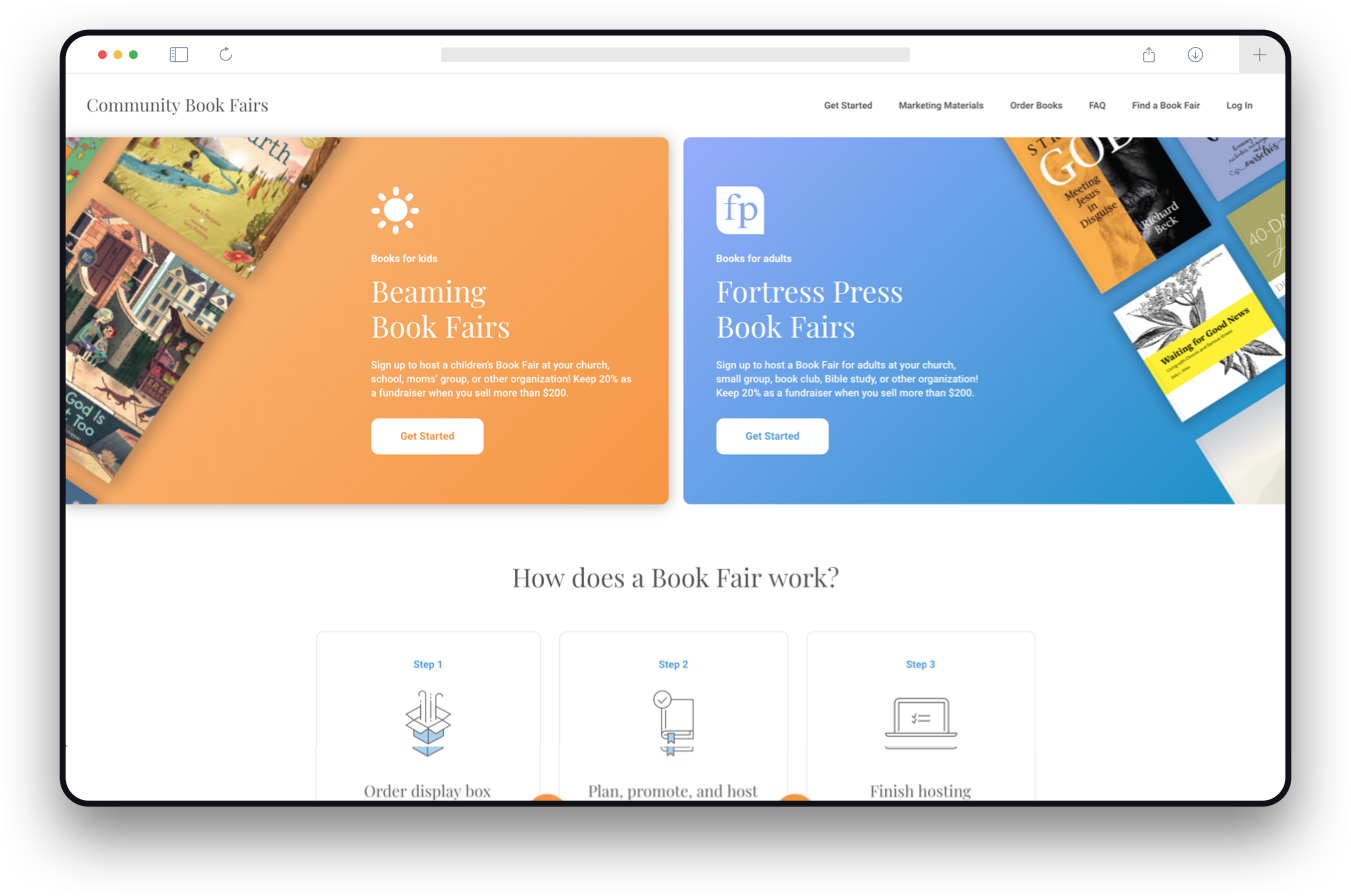 Community Book Fairs
Get Started
Marketing Materials
Order Books
FAQ
Find a Book Fair
Log In
God Is
Too
Books for kids
Beaming
Book Fairs
Sign up to host a children's Book Fair at your church,
school, moms' group, or other organization! Keep 20% as
a fundraiser when you sell more than $200.
Get Started
fp
Books for adults
Fortress Press
Book Fairs
Sign up to host a Book Fair for adults at your church,
small group, book club, Bible study, or other organization!
Keep 20% as a fundraiser when you sell more than $200.
Get Started
GOD
Meeting
Jesus
in
Disguise
Richard
Beck
ourselves
Waiting for Good News
How does a Book Fair work?
Step 1
Order display box
Step 2
Plan, promote, and host
Step 3
Finish hosting